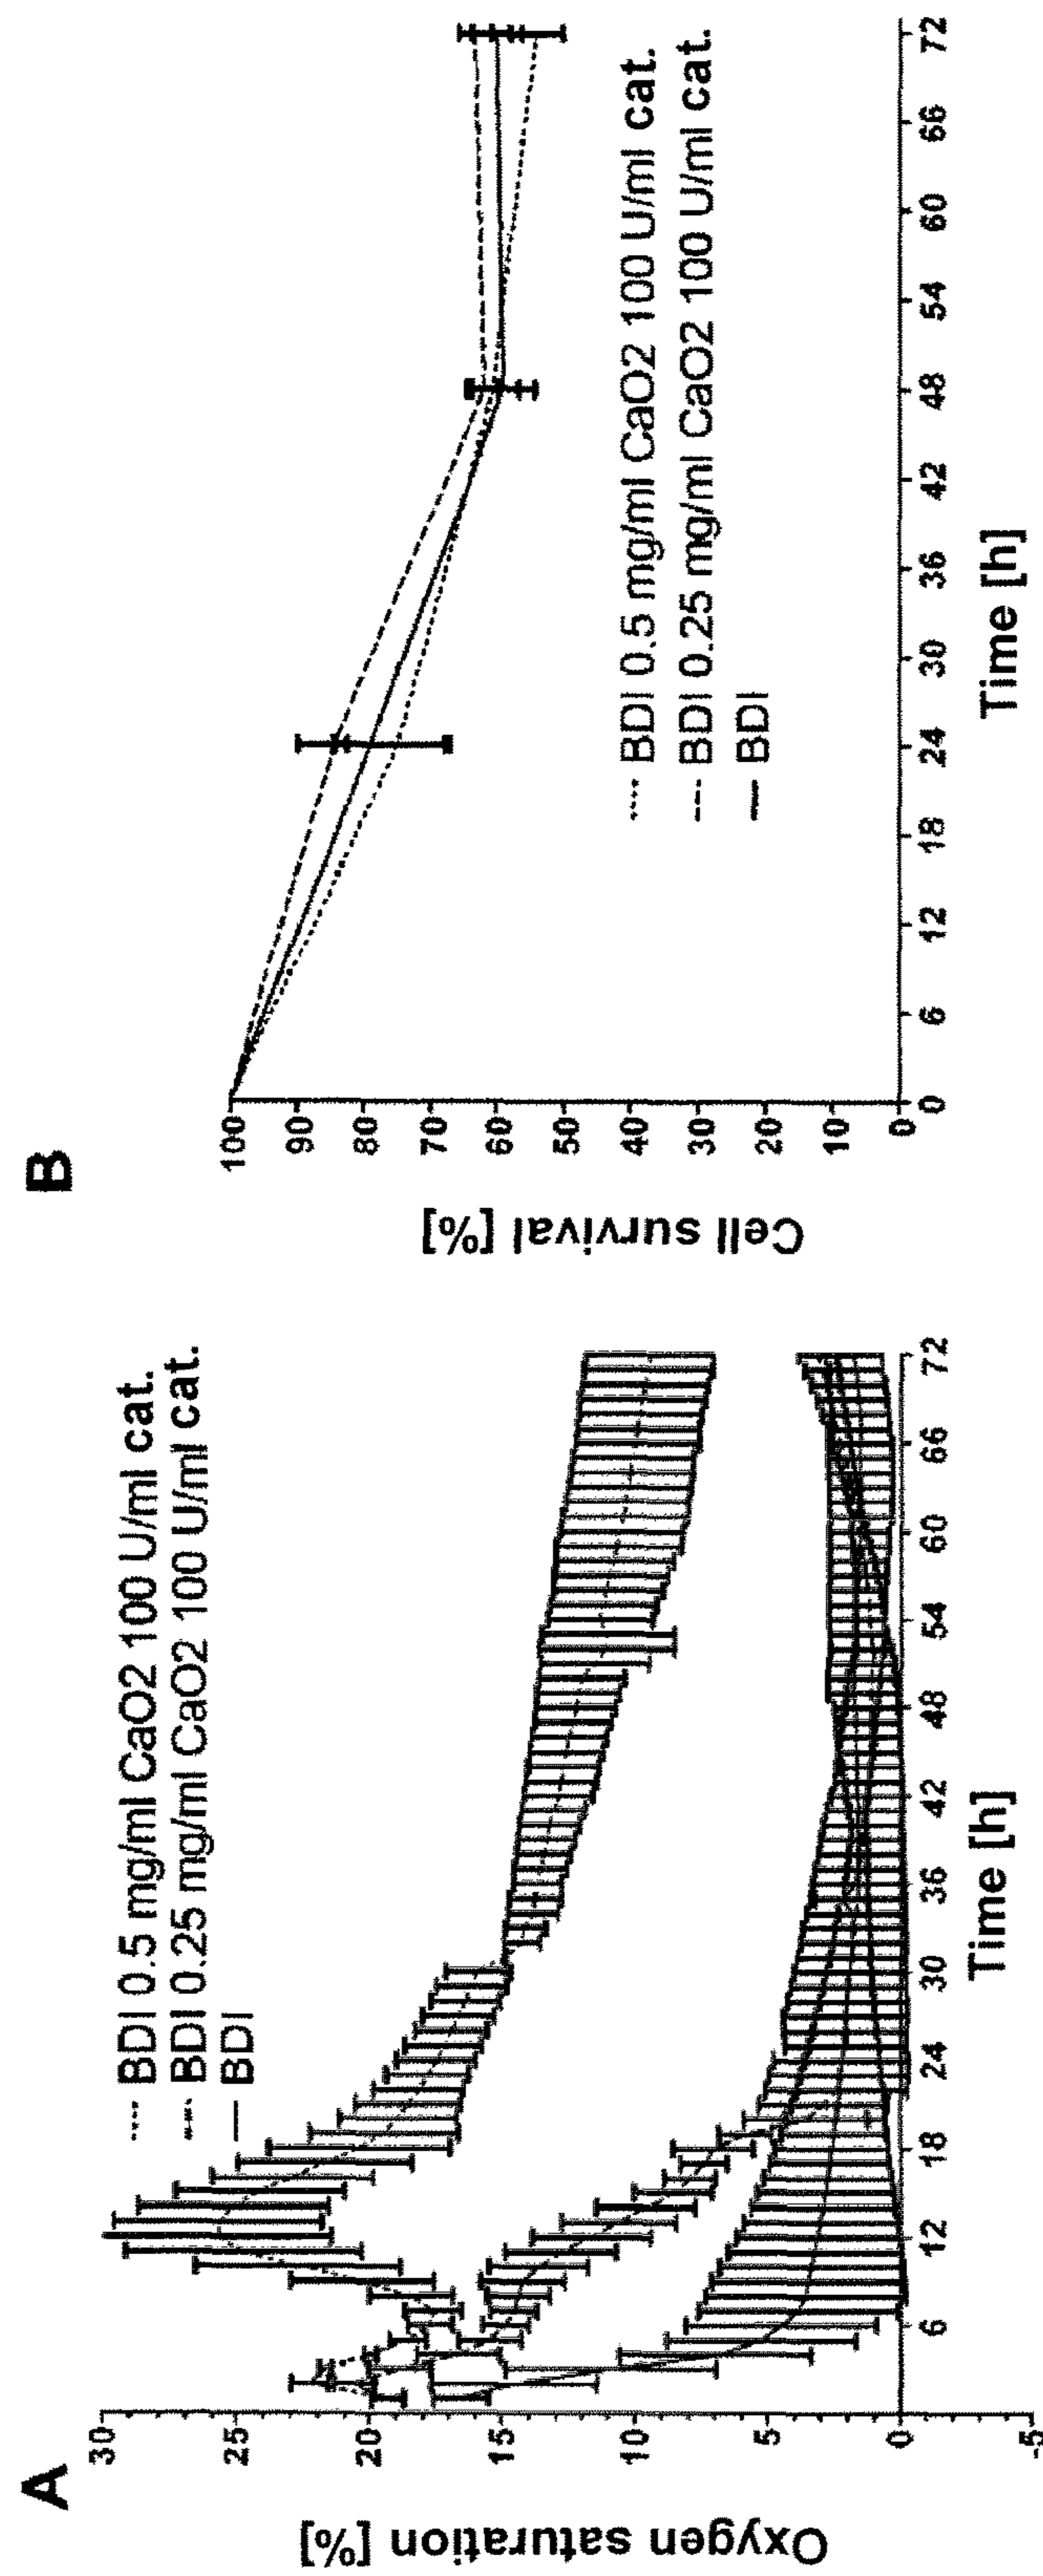 A
BDI 0.5 mg/ml CaO2 100 U/ml cat.
BDI 0.25 mg/ml CaO2 100 U/ml cat.
BDI
30
25
20
15
10
5
0
-5
Oxygen saturation [%]
6 12 18 24 30 36 42 48 54 60 66 72
Time [h]
B
100
90
80
70
60
50
40
30
20
10
0
Cell survival [%]
BDI 0.5 mg/ml CaO2 100 U/ml cat.
BDI 0.25 mg/ml CaO2 100 U/ml cat.
BDI
0 6 12 18 24 30 36 42 48 54 60 66 72
Time [h]